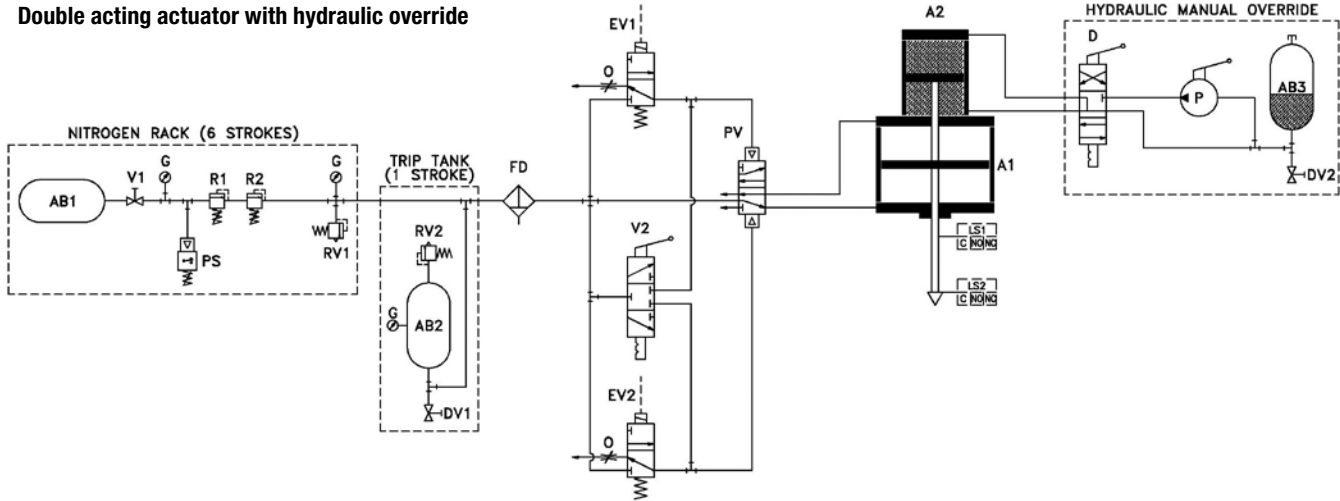 Double acting actuator with hydraulic override
EV1
A2
HYDRAULIC MANUAL OVERRIDE
D
O
P
AB3
NITROGEN RACK (6 STROKES)
PV
G
G
TRIP TANK
(1 STROKE)
FD
A1
V1
R1
R2
DV2
AB1
V2
LS1
C NO NC
RV2
PS
RV1
LS2
C NO NC
G
AB2
EV2
DV1
O